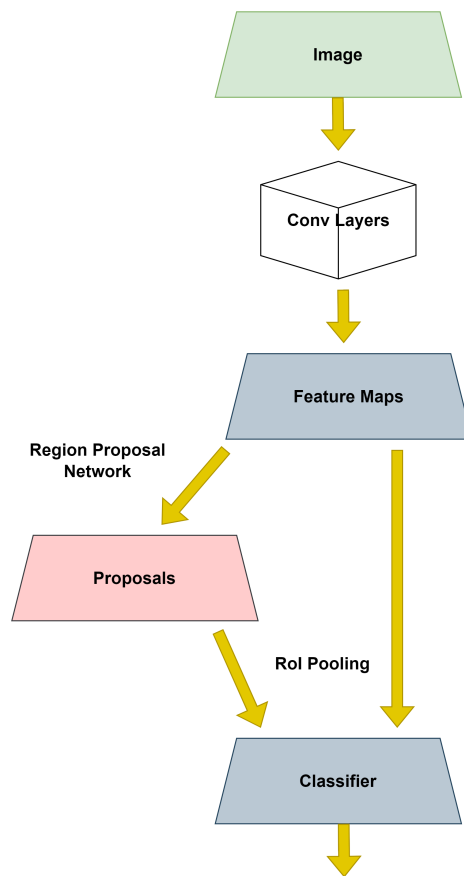 Image
Conv Layers
Feature Maps
Region Proposal
Network
Proposals
RoI Pooling
Classifier